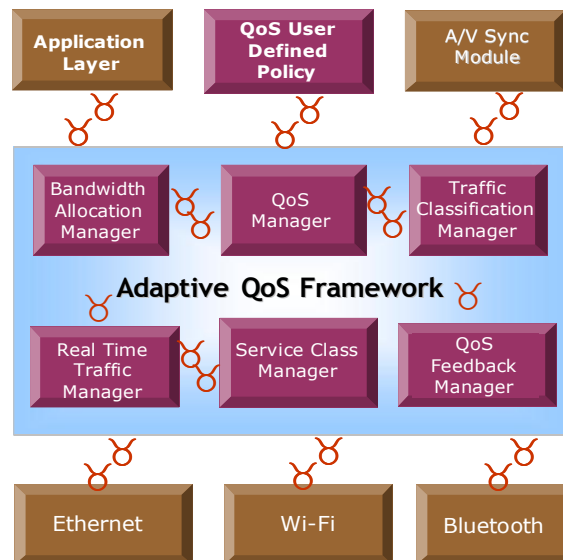 Application
Layer
QoS User
Defined
Policy
A/V Sync
Module
Bandwidth
Allocation
Manager
QoS
Manager
Traffic
Classification
Manager
Adaptive QoS Framework
Real Time
Traffic
Manager
Service Class
Manager
QoS
Feedback
Manager
Ethernet
Wi-Fi
Bluetooth